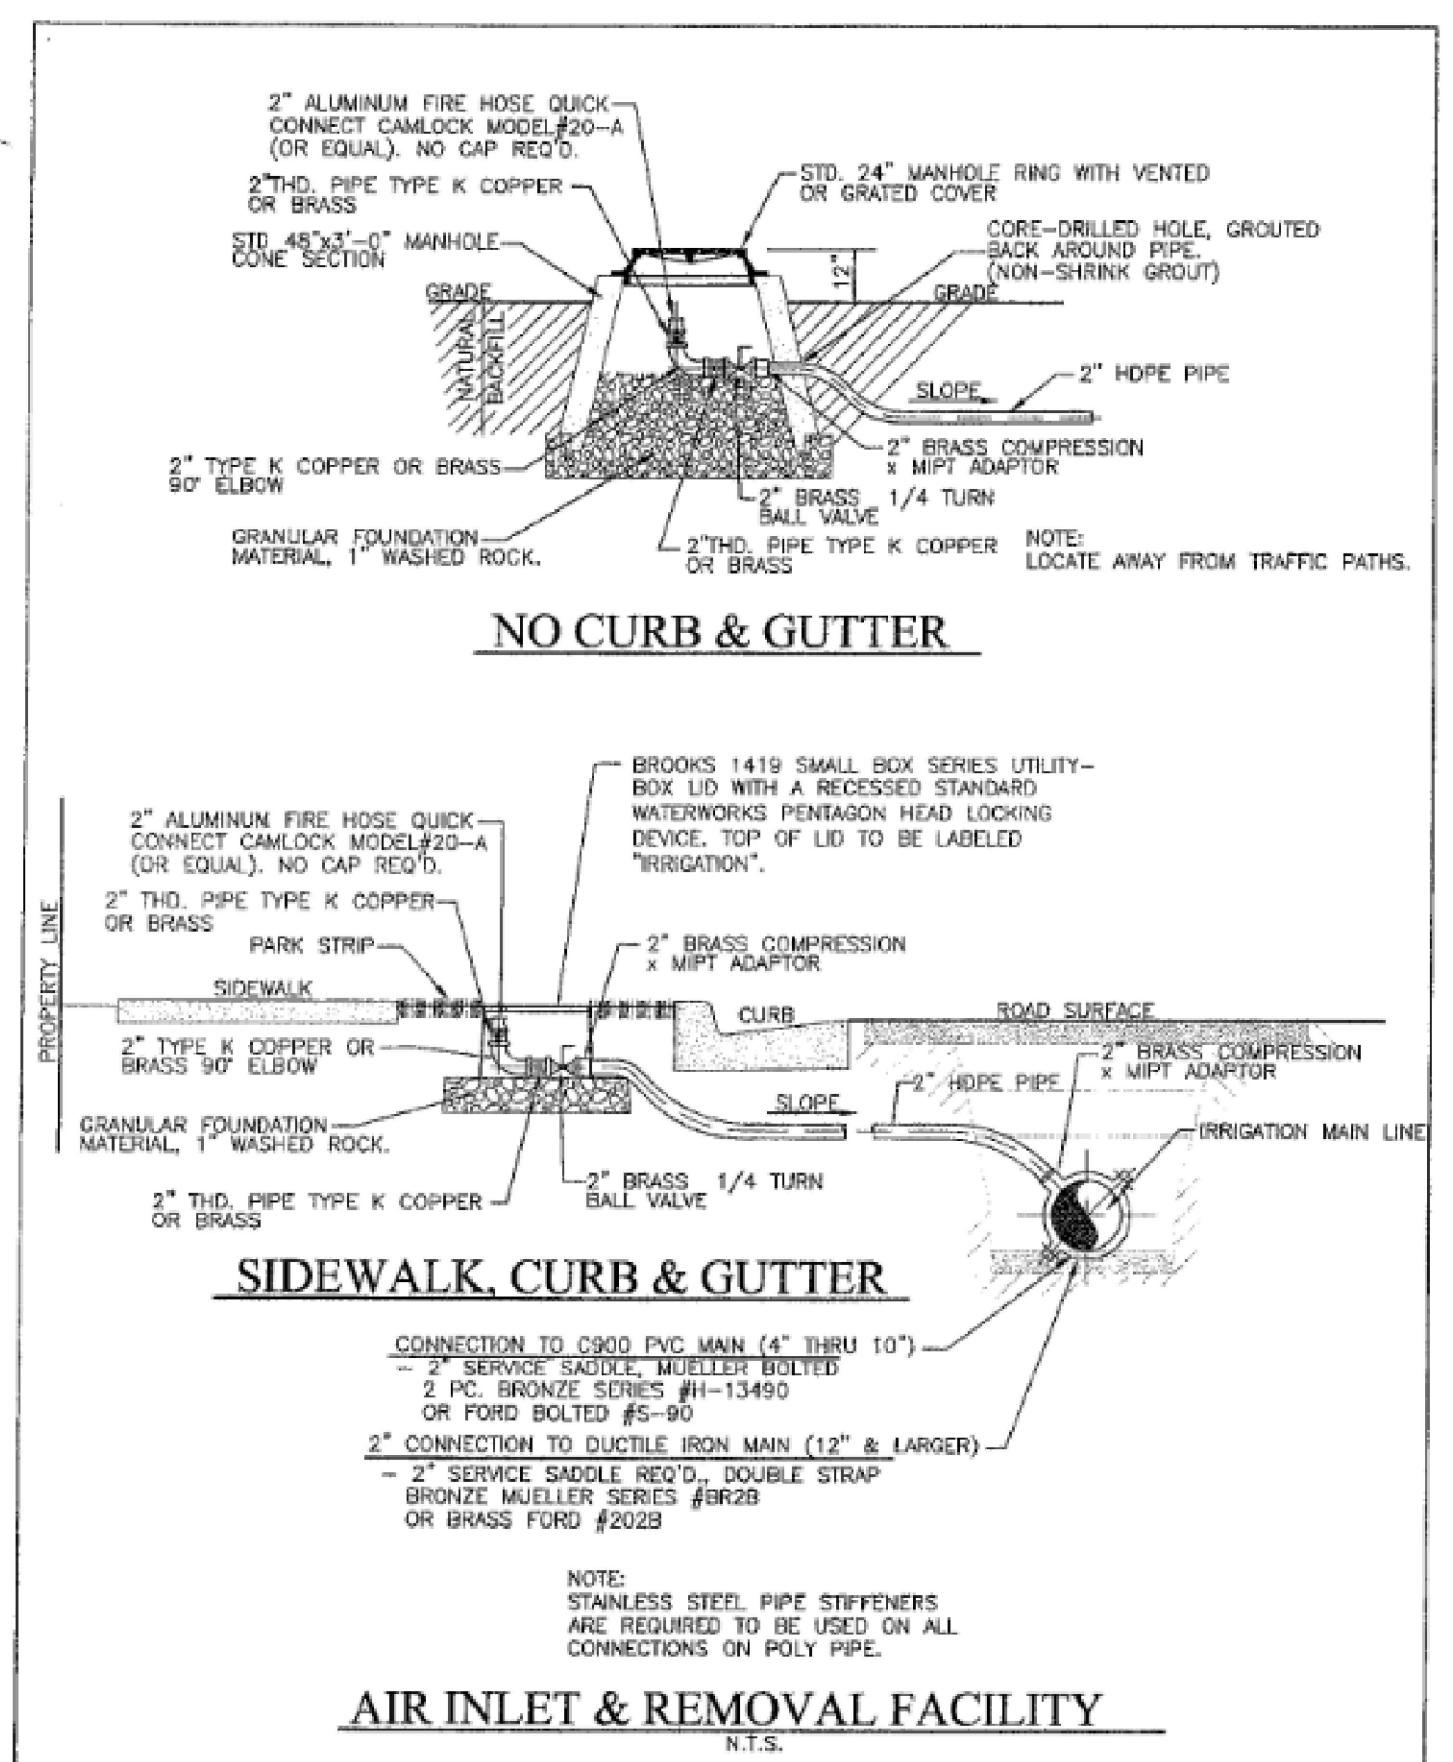 2" ALUMINUM FIRE HOSE QUICK
CONNECT CAMLOCK MODEL#20-A
(OR EQUAL). NO CAP REQ'D.
2"THD. PIPE TYPE K COPPER
OR BRASS
STD 48"x3'-0" MANHOLE
CONE SECTION
STD. 24" MANHOLE RING WITH VENTED
OR GRATED COVER
CORE-DRILLED HOLE, GROUTED
BACK AROUND PIPE.
(NON-SHRINK GROUT)
12"
GRADE
GRADE
NATURAL
BACKFILL
2" HDPE PIPE
SLOPE
2" BRASS COMPRESSION
x MIPT ADAPTOR
2" TYPE K COPPER OR BRASS
90° ELBOW
2" BRASS 1/4 TURN
BALL VALVE
GRANULAR FOUNDATION
MATERIAL, 1" WASHED ROCK.
2"THD. PIPE TYPE K COPPER
OR BRASS
NOTE:
LOCATE AWAY FROM TRAFFIC PATHS.
NO CURB & GUTTER
BROOKS 1419 SMALL BOX SERIES UTILITY-
BOX LID WITH A RECESSED STANDARD
WATERWORKS PENTAGON HEAD LOCKING
DEVICE. TOP OF LID TO BE LABELED
"IRRIGATION".
2" ALUMINUM FIRE HOSE QUICK
CONNECT CAMLOCK MODEL#20-A
(OR EQUAL). NO CAP REQ'D.
2" THD. PIPE TYPE K COPPER
OR BRASS
PARK STRIP
2" BRASS COMPRESSION
x MIPT ADAPTOR
PROPERTY LINE
SIDEWALK
CURB
ROAD SURFACE
2" TYPE K COPPER OR
BRASS 90° ELBOW
2" BRASS COMPRESSION
x MIPT ADAPTOR
2" HDPE PIPE
SLOPE
GRANULAR FOUNDATION
MATERIAL, 1" WASHED ROCK.
IRRIGATION MAIN LINE
2" BRASS 1/4 TURN
BALL VALVE
2" THD. PIPE TYPE K COPPER
OR BRASS
SIDEWALK, CURB & GUTTER
CONNECTION TO C900 PVC MAIN (4" THRU 10")
- 2" SERVICE SADDLE, MUELLER BOLTED
2 PC. BRONZE SERIES #H-13490
OR FORD BOLTED #S-90
2" CONNECTION TO DUCTILE IRON MAIN (12" & LARGER)
- 2" SERVICE SADDLE REQ'D., DOUBLE STRAP
BRONZE MUELLER SERIES #BR2B
OR BRASS FORD #202B
NOTE:
STAINLESS STEEL PIPE STIFFENERS
ARE REQUIRED TO BE USED ON ALL
CONNECTIONS ON POLY PIPE.
AIR INLET & REMOVAL FACILITY
N.T.S.